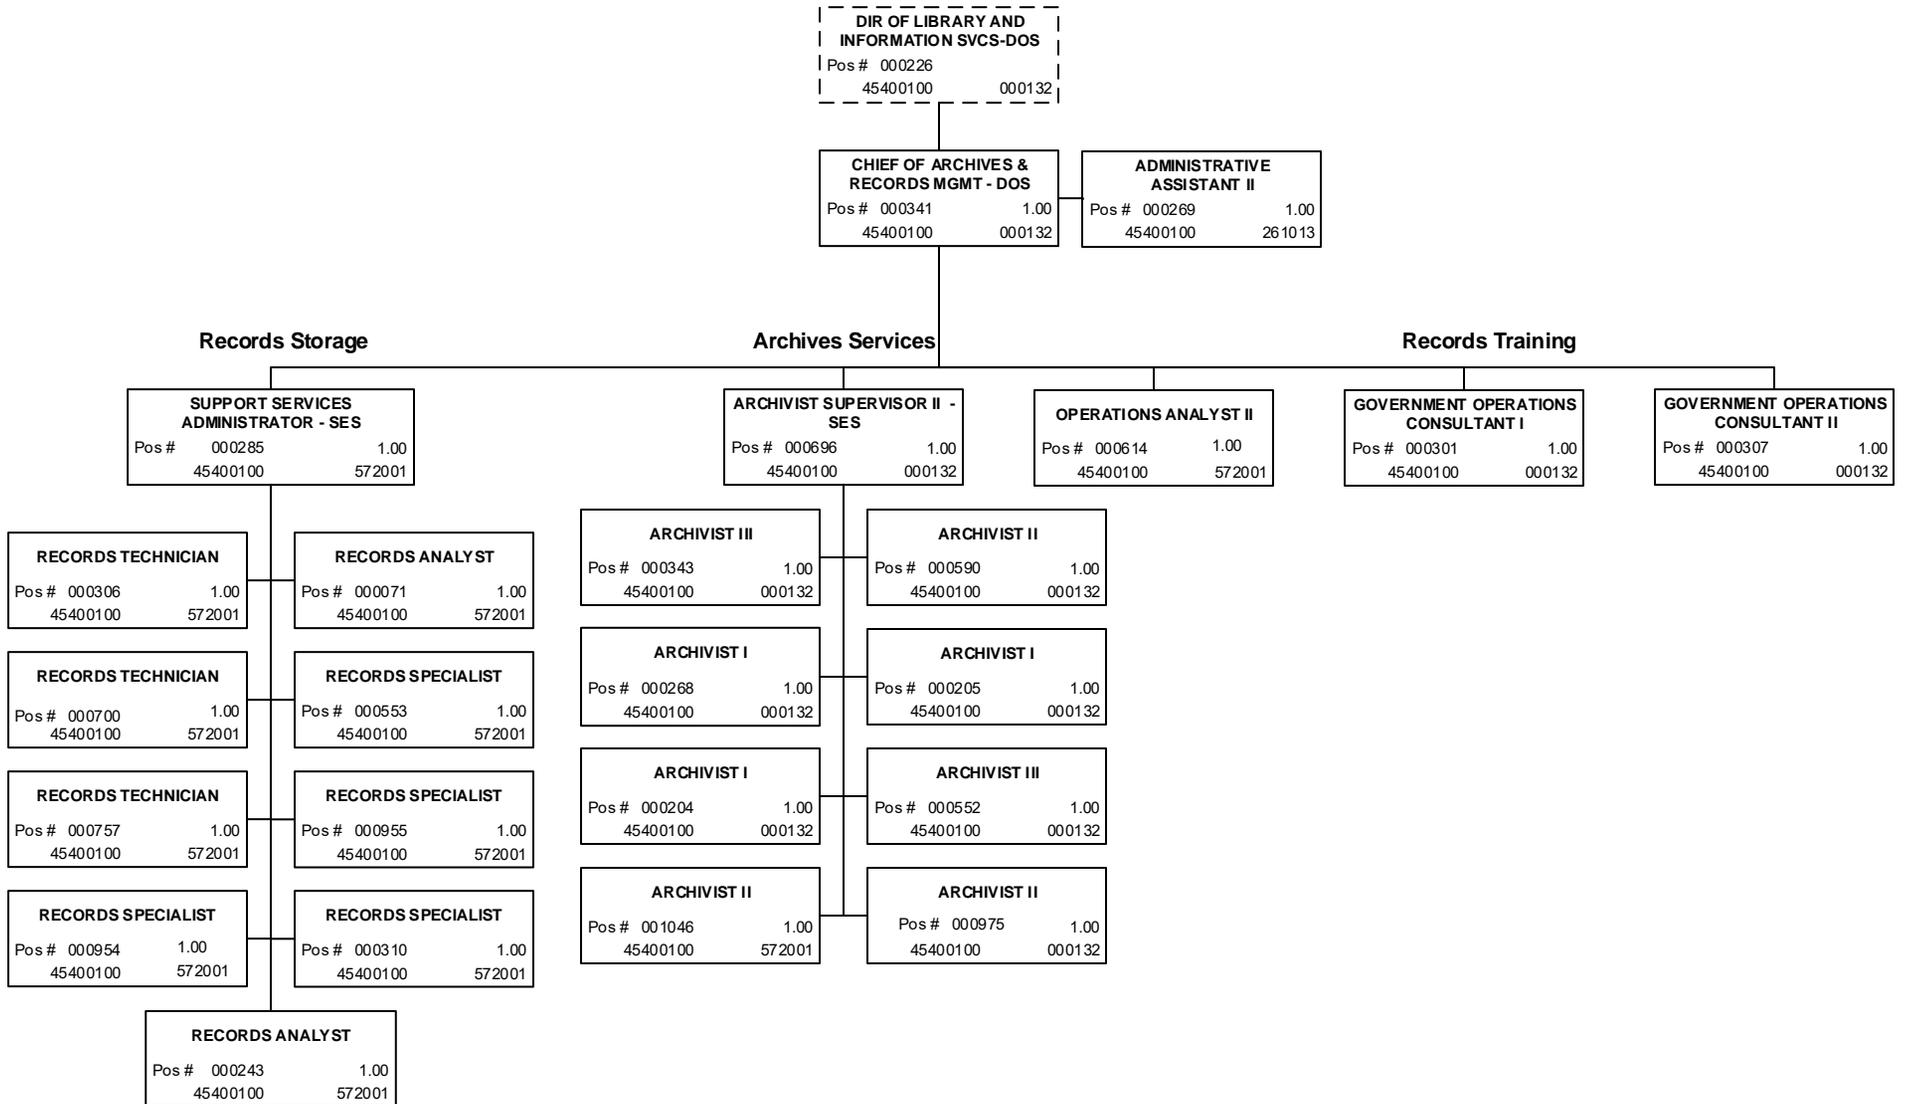 DIR OF LIBRARY AND
INFORMATION SVCS-DOS
Pos # 000226
45400100 000132
CHIEF OF ARCHIVES &
RECORDS MGMT - DOS
Pos # 000341 1.00
45400100 000132
ADMINISTRATIVE
ASSISTANT II
Pos # 000269 1.00
45400100 261013
Records Storage
Archives Services
Records Training
SUPPORT SERVICES
ADMINISTRATOR - SES
Pos # 000285 1.00
45400100 572001
ARCHIVIST SUPERVISOR II -
SES
Pos # 000696 1.00
45400100 000132
OPERATIONS ANALYST II
Pos # 000614 1.00
45400100 572001
GOVERNMENT OPERATIONS
CONSULTANT I
Pos # 000301 1.00
45400100 000132
GOVERNMENT OPERATIONS
CONSULTANT II
Pos # 000307 1.00
45400100 000132
RECORDS TECHNICIAN
Pos # 000306 1.00
45400100 572001
RECORDS ANALYST
Pos # 000071 1.00
45400100 572001
RECORDS TECHNICIAN
Pos # 000700 1.00
45400100 572001
RECORDS SPECIALIST
Pos # 000553 1.00
45400100 572001
RECORDS TECHNICIAN
Pos # 000757 1.00
45400100 572001
RECORDS SPECIALIST
Pos # 000955 1.00
45400100 572001
RECORDS SPECIALIST
Pos # 000954 1.00
45400100 572001
RECORDS SPECIALIST
Pos # 000310 1.00
45400100 572001
RECORDS ANALYST
Pos # 000243 1.00
45400100 572001
ARCHIVIST III
Pos # 000343 1.00
45400100 000132
ARCHIVIST II
Pos # 000590 1.00
45400100 000132
ARCHIVIST I
Pos # 000268 1.00
45400100 000132
ARCHIVIST I
Pos # 000205 1.00
45400100 000132
ARCHIVIST I
Pos # 000204 1.00
45400100 000132
ARCHIVIST III
Pos # 000552 1.00
45400100 000132
ARCHIVIST II
Pos # 001046 1.00
45400100 572001
ARCHIVIST II
Pos # 000975 1.00
45400100 000132